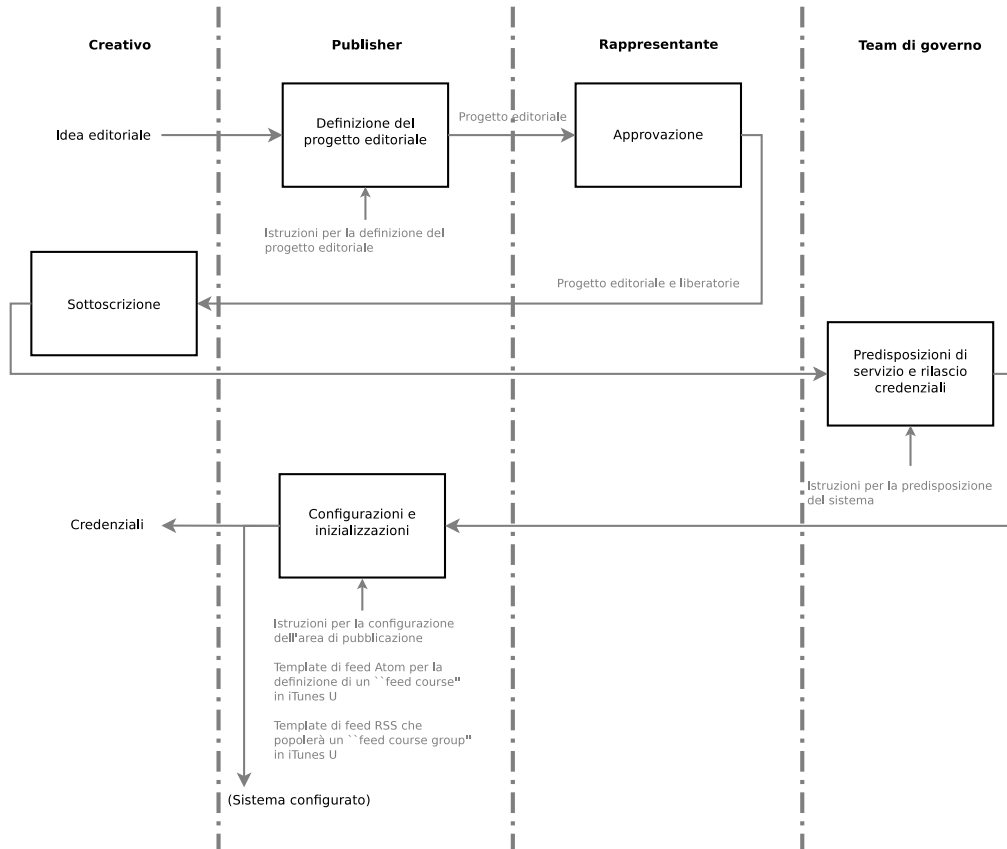 Creativo
Publisher
Rappresentante
Team di governo
Idea editoriale
Definizione del
progetto editoriale
Progetto editoriale
Approvazione
Istruzioni per la definizione del
progetto editoriale
Sottoscrizione
Progetto editoriale e liberatorie
Predisposizioni di
servizio e rilascio
credenziali
Istruzioni per la predisposizione
del sistema
Credenziali
Configurazioni e
inizializzazioni
Istruzioni per la configurazione
dell'area di pubblicazione
Template di feed Atom per la
definizione di un ``feed course"
in iTunes U
Template di feed RSS che
popolerà un ``feed course group"
in iTunes U
(Sistema configurato)